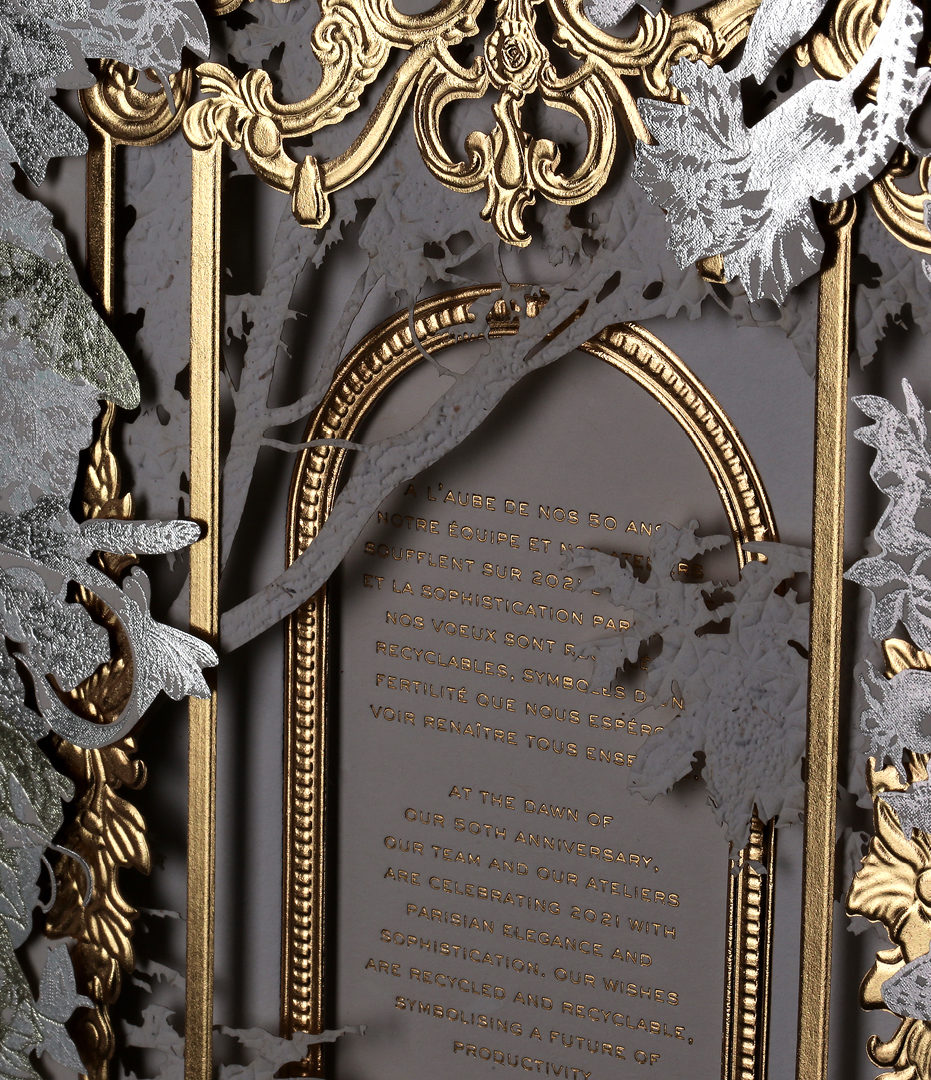 À L'AUBE DE NOS 50 ANS
NOTRE ÉQUIPE ET
SOUFFLENT SUR 2021
ET LA SOPHISTICATION
NOS VOEUX SONT
RECYCLABLES, SYMBOLES
FERTILITÉ QUE NOUS
VOIR RENAÎTRE TOUS
AT THE DAWN OF
OUR 50TH ANNIVERSARY,
OUR TEAM AND OUR ATELIERS
ARE CELEBRATING 2021 WITH
PARISIAN ELEGANCE AND
SOPHISTICATION. OUR WISHES
ARE RECYCLED AND RECYCLABLE,
SYMBOLISING A FUTURE OF
PRODUCTIVITY